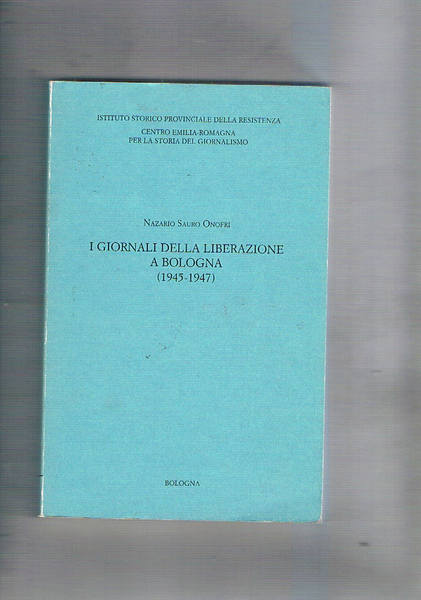 ISTITUTO STORICO PROVINCIALE DELLA RESISTENZA
CENTRO EMILIA-ROMAGNA
PER LA STORIA DEL GIORNALISMO
NAZARIO SAURO ONOFRI
I GIORNALI DELLA LIBERAZIONE
A BOLOGNA
(1945-1947)
BOLOGNA